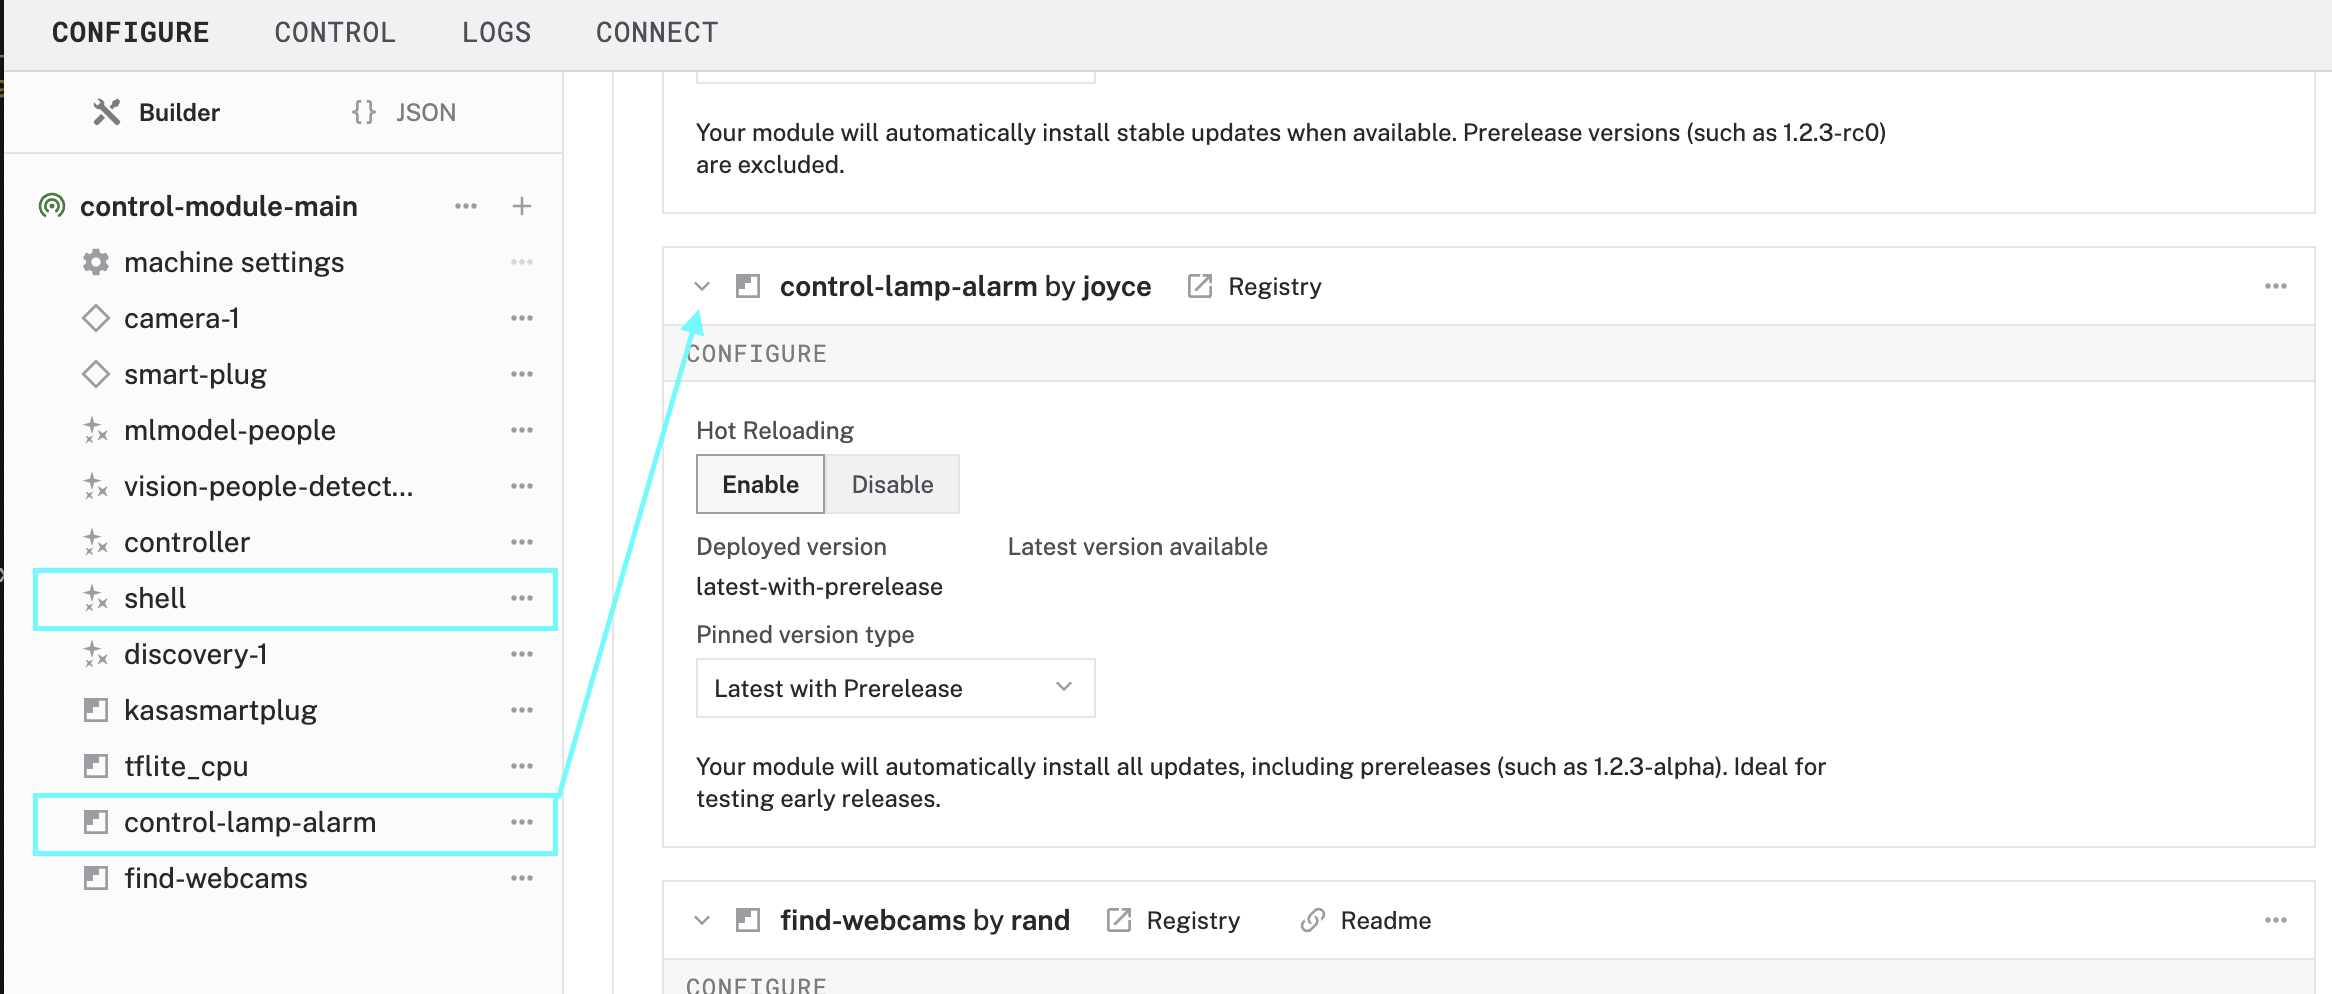 CONFIGURE CONTROL LOGS CONNECT
Builder {} JSON
control-module-main
machine settings
camera-1
smart-plug
mlmodel-people
vision-people-detect...
controller
shell
discovery-1
kasasmartplug
tflite_cpu
control-lamp-alarm
find-webcams
Your module will automatically install stable updates when available. Prerelease versions (such as 1.2.3-rc0)
are excluded.
control-lamp-alarm by joyce Registry
CONFIGURE
Hot Reloading
Enable Disable
Deployed version Latest version available
latest-with-prerelease
Pinned version type
Latest with Prerelease
Your module will automatically install all updates, including prereleases (such as 1.2.3-alpha). Ideal for
testing early releases.
find-webcams by rand Registry Readme
CONFIGURE